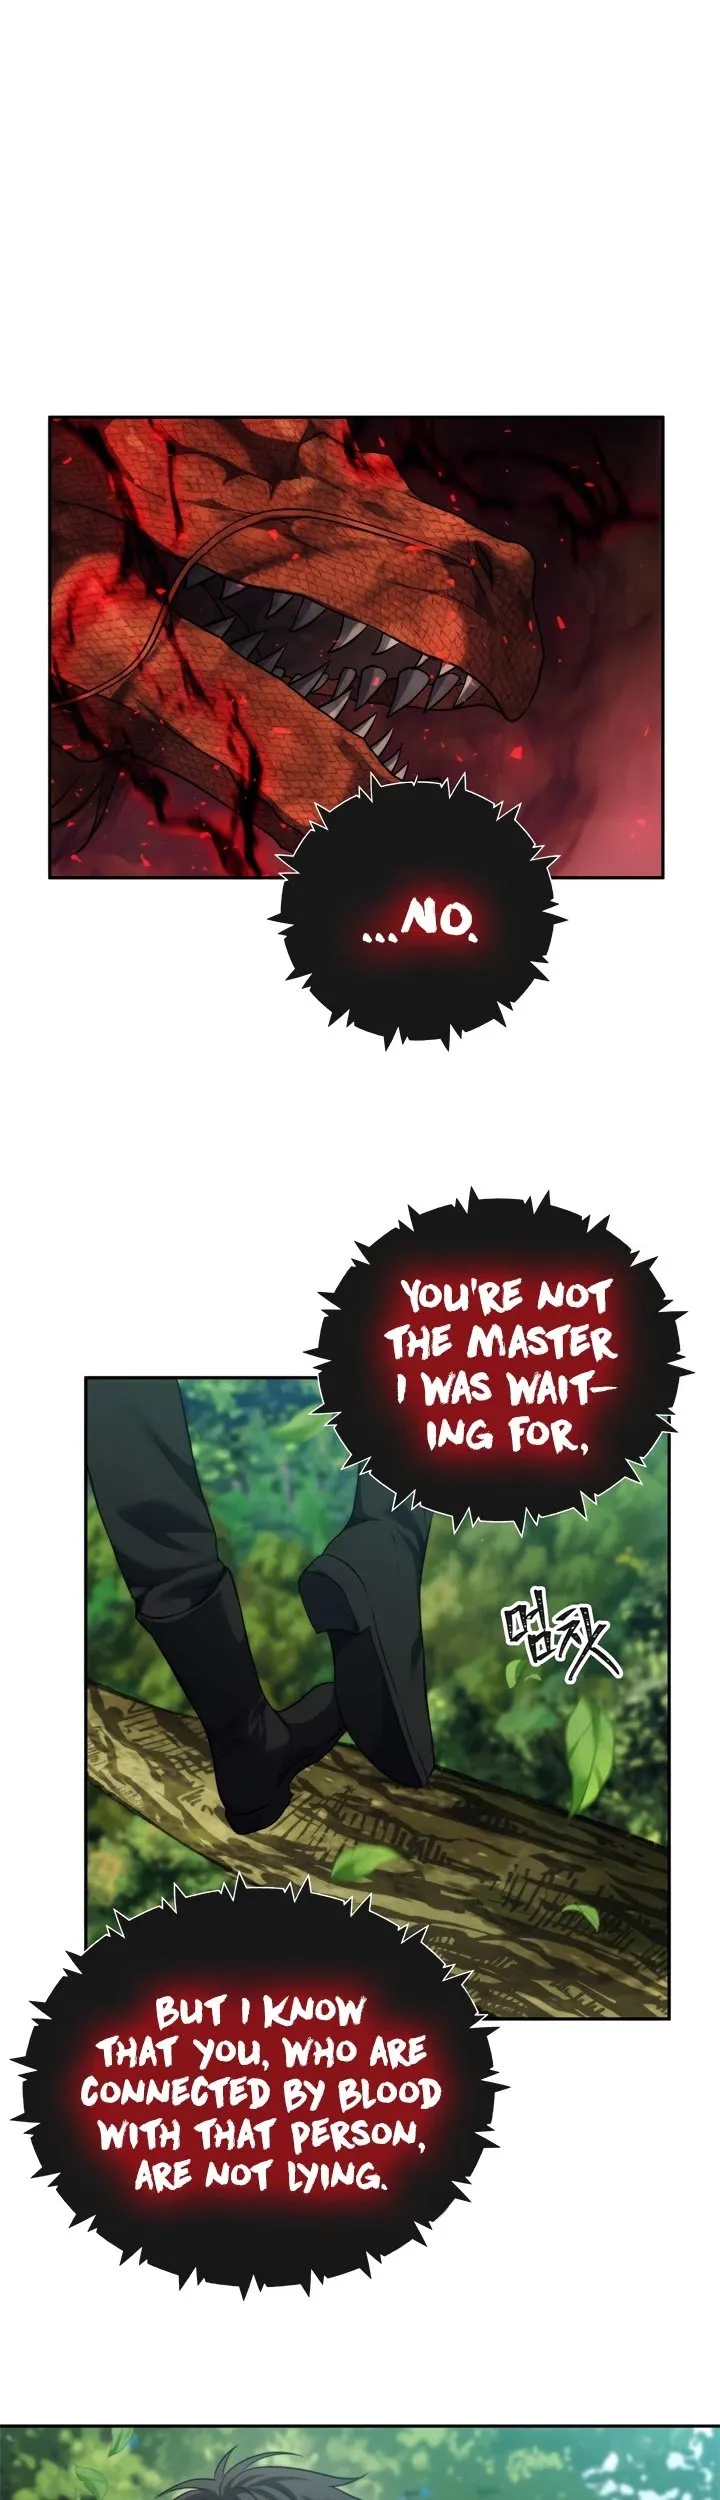 ...NO.
YOU'RE NOT
THE MASTER
I WAS WAIT-
ING FOR,
멈칫
BUT I KNOW
THAT YOU, WHO ARE
CONNECTED BY BLOOD
WITH THAT PERSON,
ARE NOT LYING.